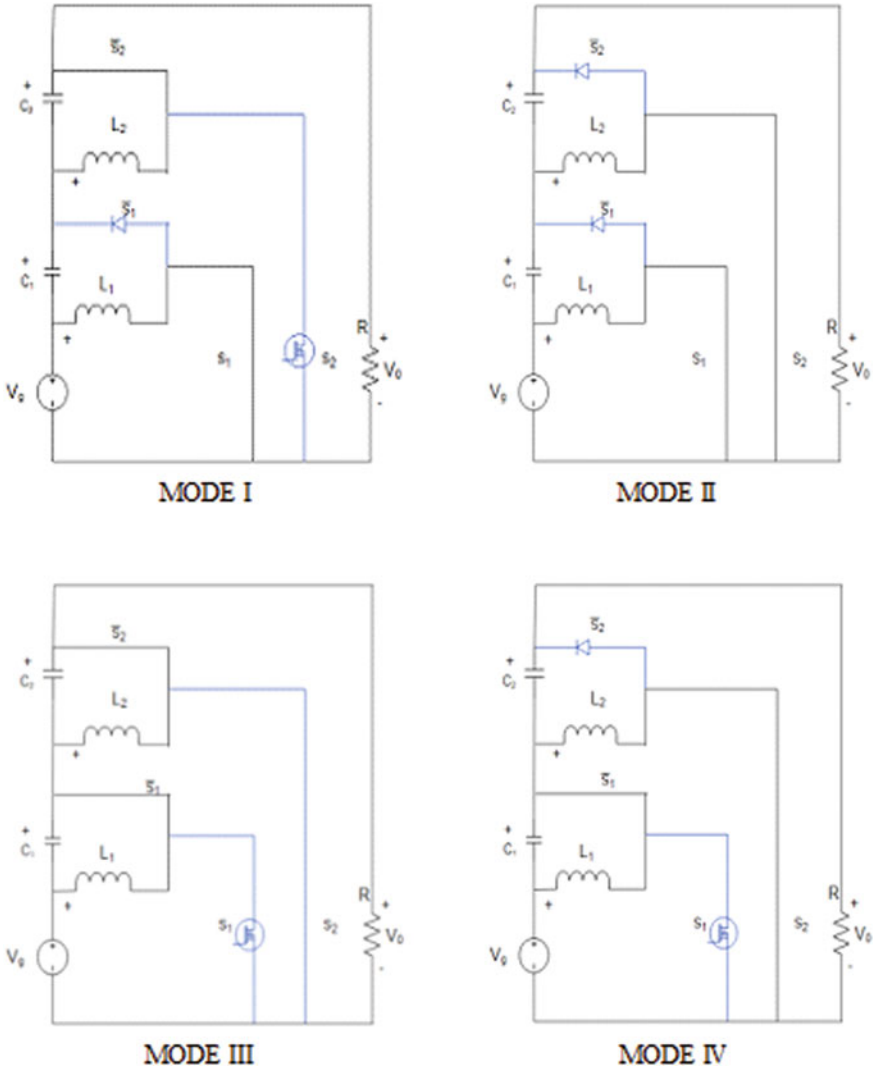 S̅₂
+
C₂
L₂
+
S̅₁
+
C₁
L₁
+
S₁
S₂
R
+
Vg
V₀
-
MODE I
S̅₂
+
C₂
L₂
+
S̅₁
+
C₁
L₁
+
S₁
S₂
R
+
Vg
V₀
-
MODE II
S̅₂
+
C₂
L₂
+
S̅₁
+
C₁
L₁
+
S₁
S₂
R
+
Vg
V₀
-
MODE III
S̅₂
+
C₂
L₂
+
S̅₁
+
C₁
L₁
+
S₁
S₂
R
+
Vg
V₀
-
MODE IV